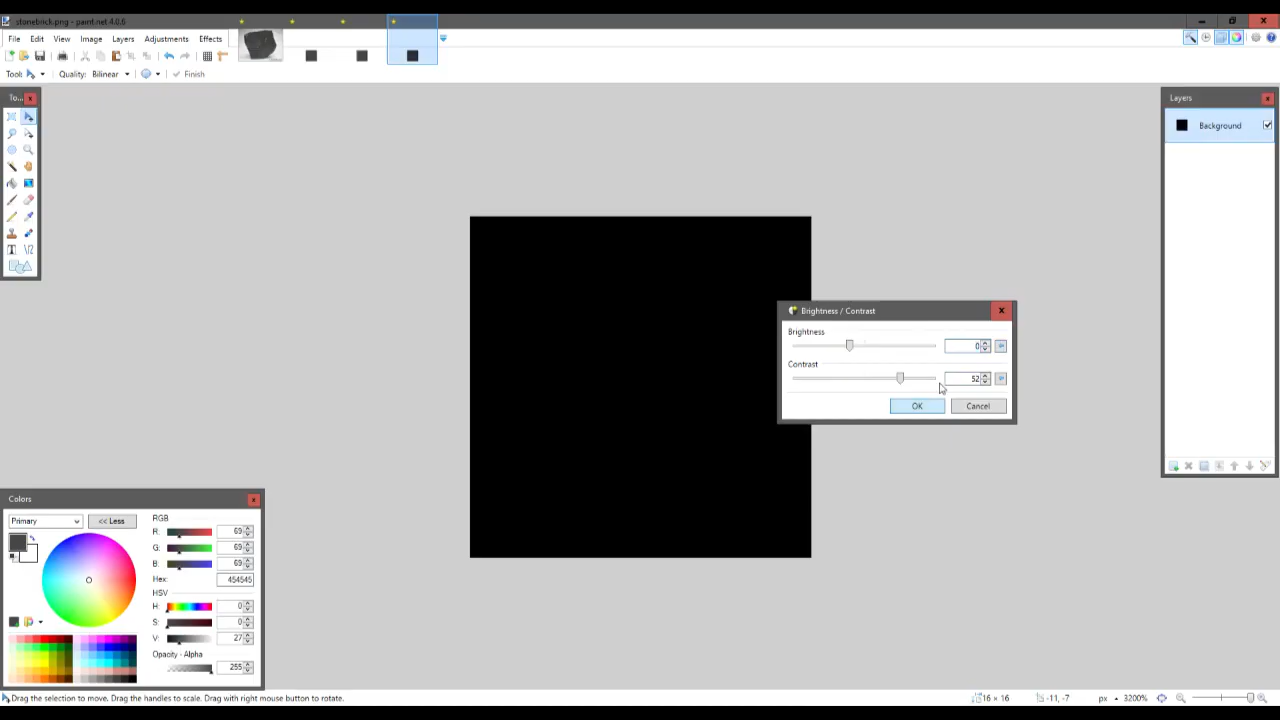 stonebrick.png - paint.net 4.0.6
File Edit View Image Layers Adjustments Effects
Tool: Quality: Bilinear Finish
To...
Layers
Background
Brightness / Contrast
Brightness
0
Contrast
52
OK Cancel
Colors
Primary << Less
RGB
R: 69
G: 69
B: 69
Hex: 454545
HSV
H: 0
S: 0
V: 27
Opacity - Alpha
255
Drag the selection to move. Drag the handles to scale. Drag with right mouse button to rotate.
16 × 16 -11, -7 px 3200%